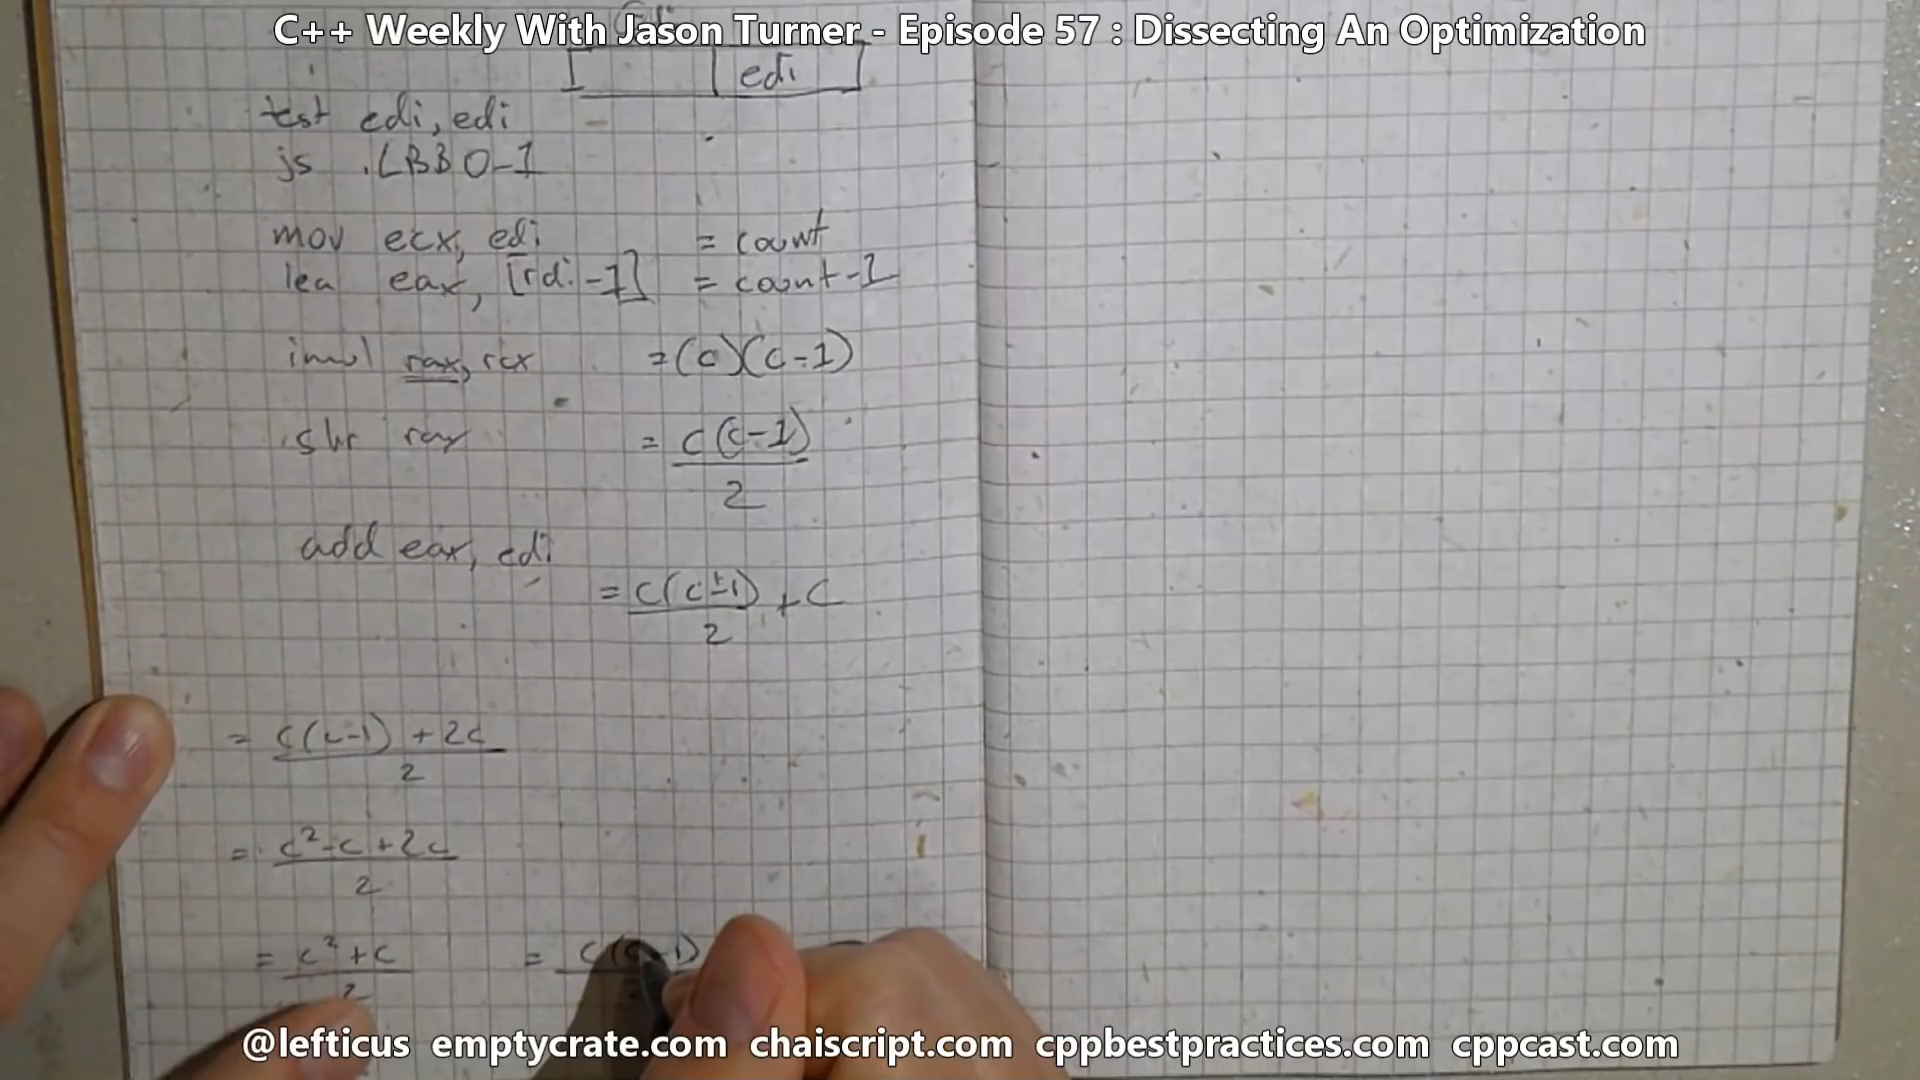 C++ Weekly With Jason Turner - Episode 57 : Dissecting An Optimization
edi
test edi, edi
js .LBB0-1
mov ecx, edi = count
lea eax, [rdi-1] = count-1
imul rax, rcx =(c)(c-1)
shr rax = c(c-1)
2
add eax, edi
= c(c-1) + c
2
= c(c-1) + 2c
2
= c²-c+2c
2
= c²+c = c(
2
@lefticus emptycrate.com chaiscript.com cppbestpractices.com cppcast.com